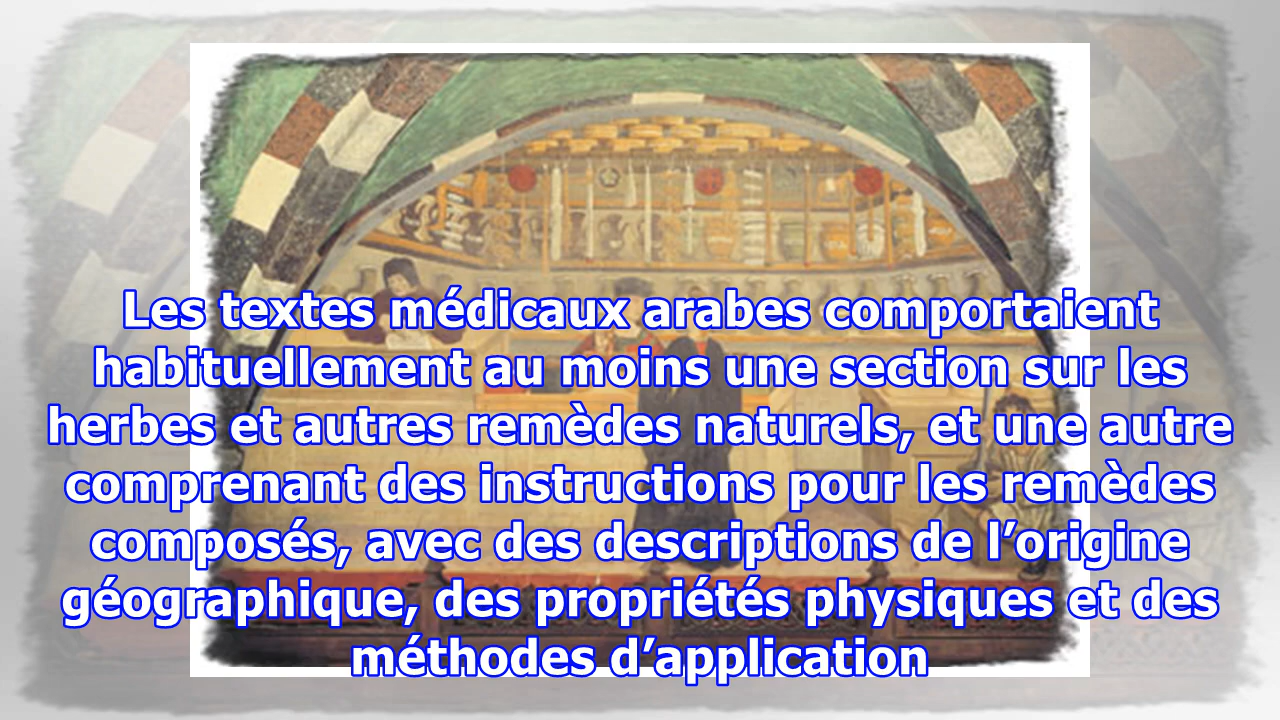 Les textes médicaux arabes comportaient
habituellement au moins une section sur les
herbes et autres remèdes naturels, et une autre
comprenant des instructions pour les remèdes
composés, avec des descriptions de l’origine
géographique, des propriétés physiques et des
méthodes d’application